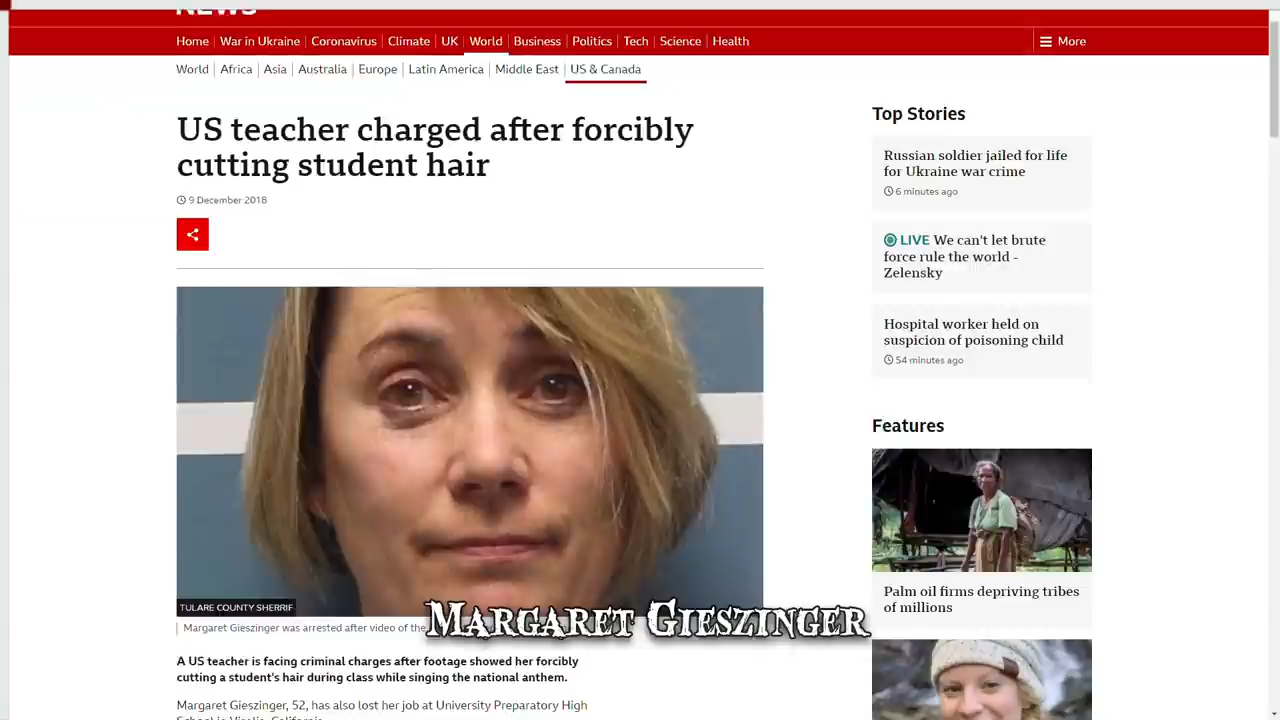 NEWS
Home War in Ukraine Coronavirus Climate UK World Business Politics Tech Science Health More
World Africa Asia Australia Europe Latin America Middle East US & Canada
US teacher charged after forcibly
cutting student hair
9 December 2018
TULARE COUNTY SHERRIF
Margaret Gieszinger was arrested after video of the
MARGARET GIESZINGER
A US teacher is facing criminal charges after footage showed her forcibly
cutting a student's hair during class while singing the national anthem.
Margaret Gieszinger, 52, has also lost her job at University Preparatory High
Top Stories
Russian soldier jailed for life
for Ukraine war crime
6 minutes ago
LIVE We can't let brute
force rule the world -
Zelensky
Hospital worker held on
suspicion of poisoning child
54 minutes ago
Features
Palm oil firms depriving tribes
of millions